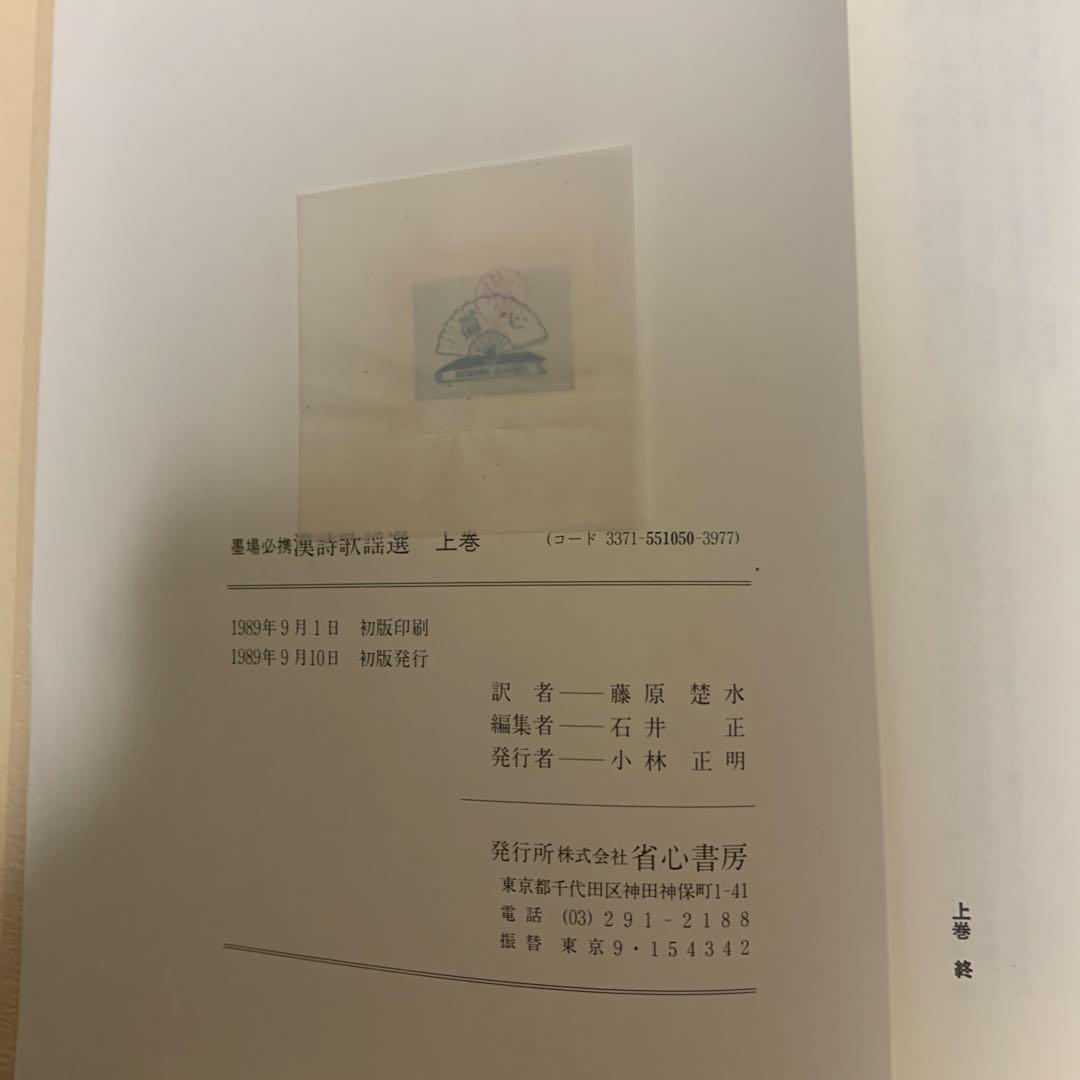 墨場必携漢詩歌謡選 上巻 (コード 3371-551050-3977)
1989年9月1日 初版印刷
1989年9月10日 初版発行
訳者――藤原楚水
編集者――石井正
発行者――小林正明
発行所株式会社省心書房
東京都千代田区神田神保町1-41
電話 (03)291-2188
振替 東京9・154342
上巻 終